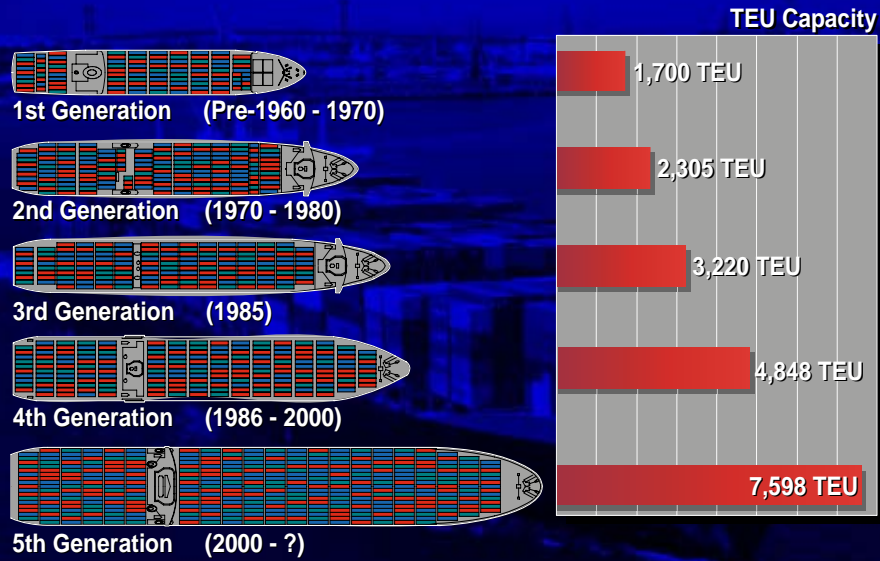 TEU Capacity
1,700 TEU
1st Generation (Pre-1960 - 1970)
2,305 TEU
2nd Generation (1970 - 1980)
3,220 TEU
3rd Generation (1985)
4,848 TEU
4th Generation (1986 - 2000)
7,598 TEU
5th Generation (2000 - ?)